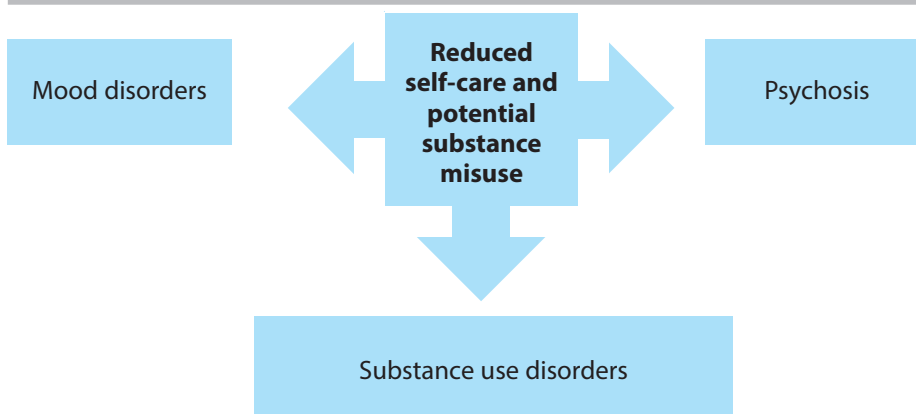 Mood disorders
Reduced
self-care and
potential
substance
misuse
Psychosis
Substance use disorders